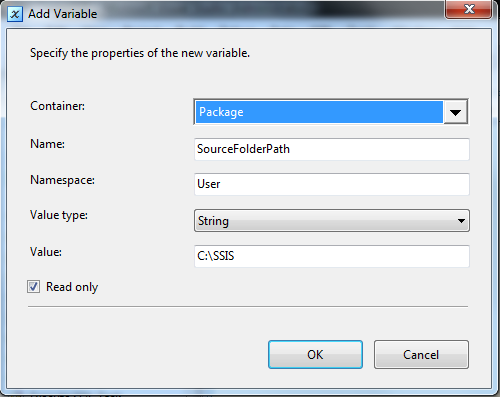 Add Variable
Specify the properties of the new variable.
Container: Package
Name: SourceFolderPath
Namespace: User
Value type: String
Value: C:\SSIS
Read only
OK Cancel